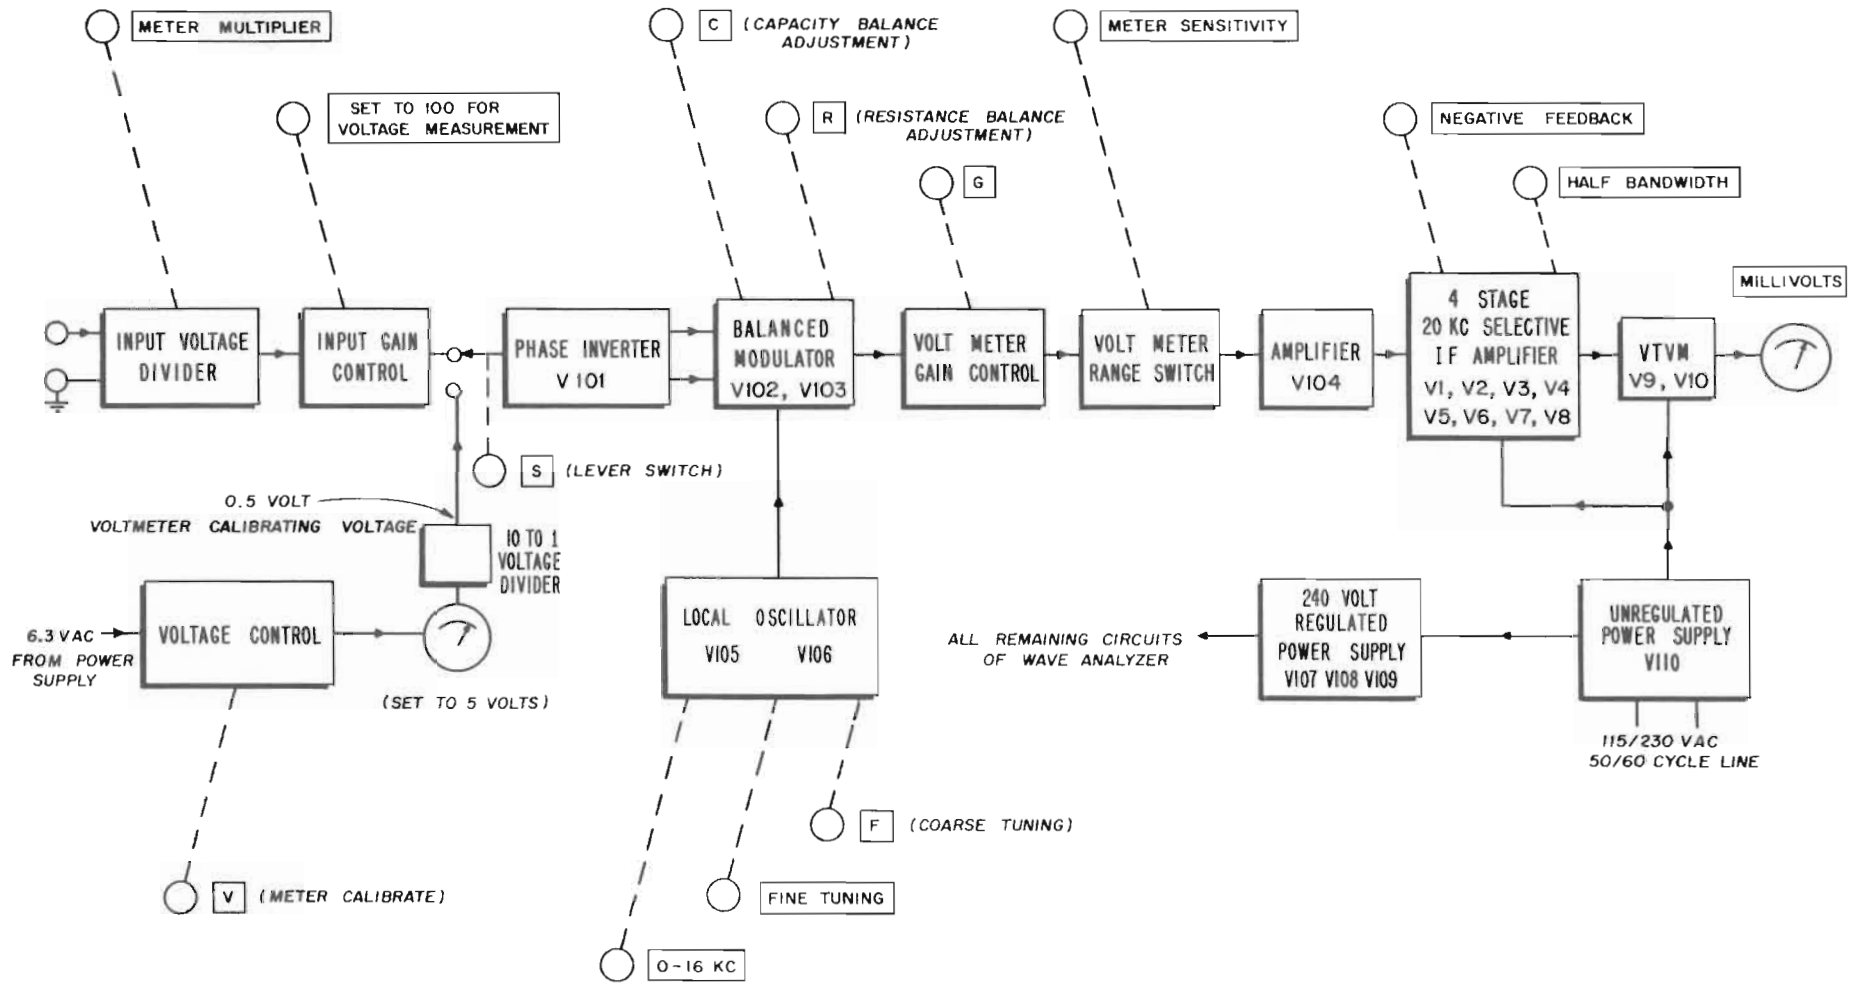 METER MULTIPLIER
SET TO 100 FOR
VOLTAGE MEASUREMENT
C (CAPACITY BALANCE
ADJUSTMENT)
R (RESISTANCE BALANCE
ADJUSTMENT)
G
METER SENSITIVITY
NEGATIVE FEEDBACK
HALF BANDWIDTH
MILLIVOLTS
INPUT VOLTAGE
DIVIDER
INPUT GAIN
CONTROL
PHASE INVERTER
V101
BALANCED
MODULATOR
V102, V103
VOLT METER
GAIN CONTROL
VOLT METER
RANGE SWITCH
AMPLIFIER
V104
4 STAGE
20 KC SELECTIVE
IF AMPLIFIER
V1, V2, V3, V4
V5, V6, V7, V8
VTVM
V9, V10
S (LEVER SWITCH)
0.5 VOLT
VOLTMETER CALIBRATING VOLTAGE
10 TO 1
VOLTAGE
DIVIDER
6.3 VAC
FROM POWER
SUPPLY
VOLTAGE CONTROL
(SET TO 5 VOLTS)
LOCAL OSCILLATOR
V105 V106
ALL REMAINING CIRCUITS
OF WAVE ANALYZER
240 VOLT
REGULATED
POWER SUPPLY
V107 V108 V109
UNREGULATED
POWER SUPPLY
V110
115/230 VAC
50/60 CYCLE LINE
F (COARSE TUNING)
V (METER CALIBRATE)
FINE TUNING
0-16 KC